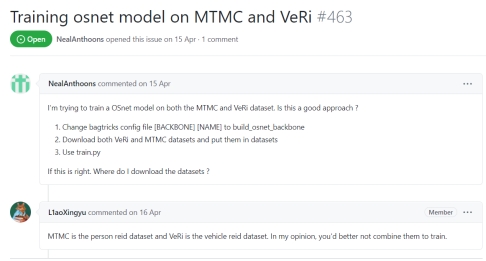 Training osnet model on MTMC and VeRi #463
Open NealAnthoons opened this issue on 15 Apr · 1 comment
NealAnthoons commented on 15 Apr
I'm trying to train a OSnet model on both the MTMC and VeRi dataset. Is this a good approach ?
1. Change bagtricks config file [BACKBONE] [NAME] to build_osnet_backbone
2. Download both VeRi and MTMC datasets and put them in datasets
3. Use train.py
If this is right. Where do I download the datasets ?
L1aoXingyu commented on 16 Apr Member
MTMC is the person reid dataset and VeRi is the vehicle reid dataset. In my opinion, you'd better not combine them to train.